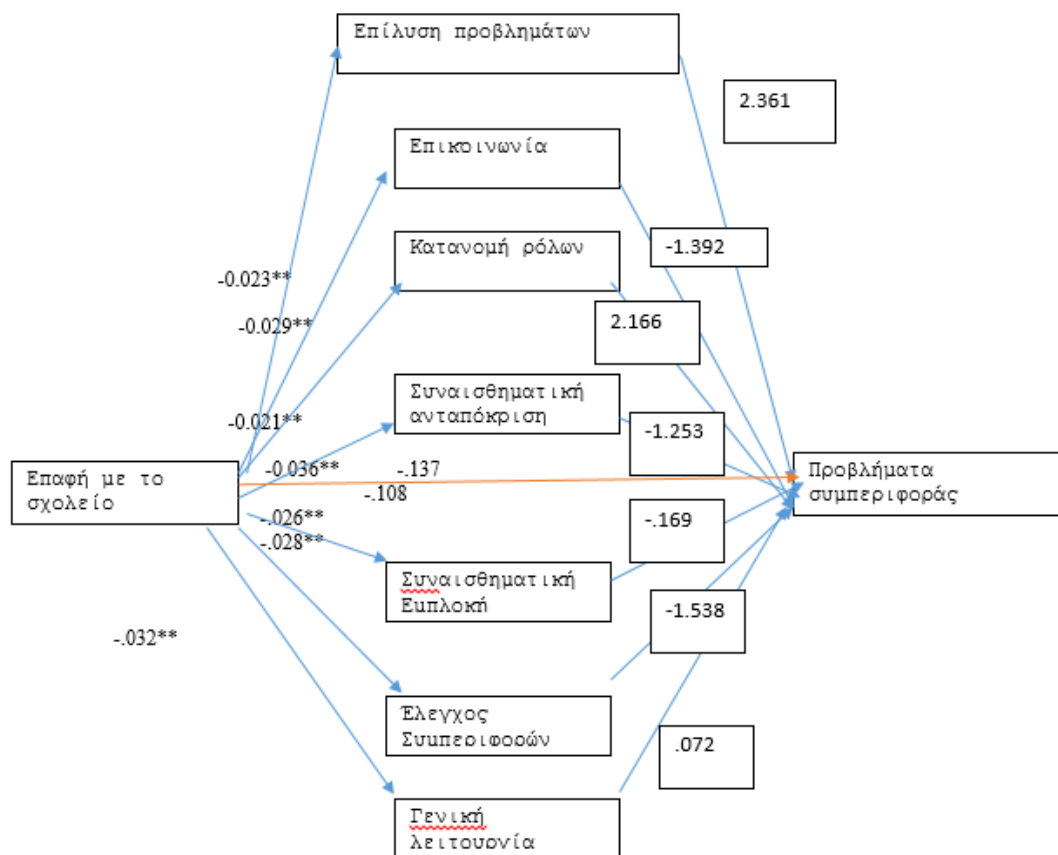 Επίλυση προβλημάτων
2.361
Επικοινωνία
-1.392
Κατανομή ρόλων
-0.023**
2.166
-0.029**
Συναισθηματική
ανταπόκριση
-0.021**
-1.253
Επαφή με το
σχολείο
-0.036**
-.137
-.108
Προβλήματα
συμπεριφοράς
-.026**
-.169
-.028**
Συναισθηματική
Εμπλοκή
-1.538
-.032**
Έλεγχος
Συμπεριφορών
.072
Γενική
λειτουργία